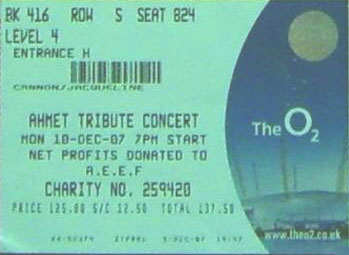 BK 416 ROW S SEAT 824
LEVEL 4
ENTRANCE H
CANNON/JACQUELINE
AHMET TRIBUTE CONCERT
MON 10-DEC-07 7PM START
NET PROFITS DONATED TO
A.E.E.F
CHARITY NO. 259420
PRICE 125.00 S/C 12.50 TOTAL 137.50
The O2
www.theo2.co.uk